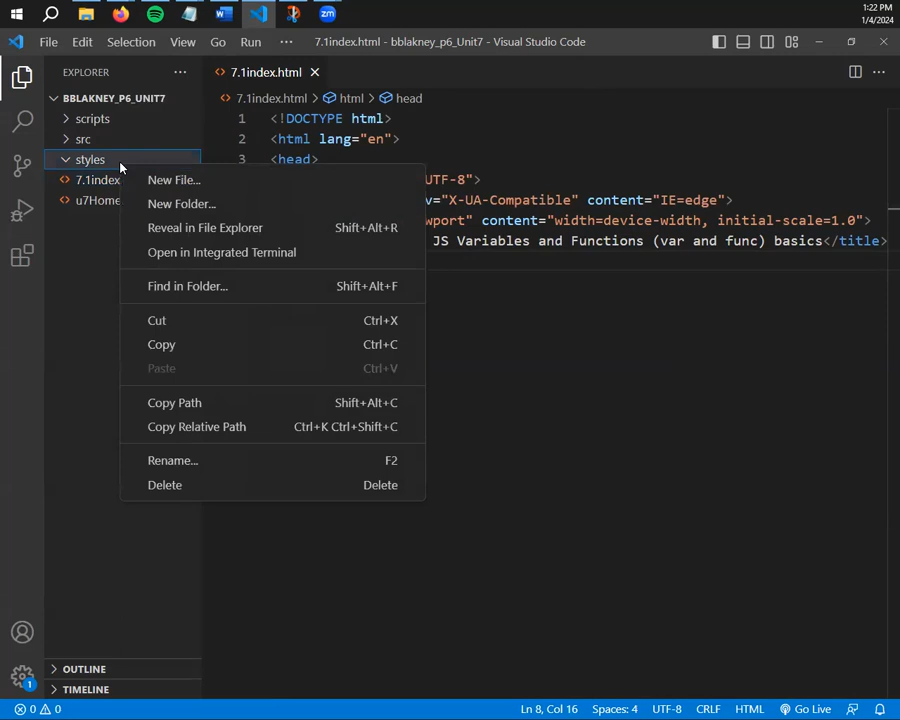 W zm
1:22 PM
1/4/2024
File Edit Selection View Go Run ··· 7.1index.html - bblakney_p6_Unit7 - Visual Studio Code
EXPLORER ···
7.1index.html
BBLAKNEY_P6_UNIT7
scripts
src
styles
7.1index
u7Home
7.1index.html > html > head
1 <!DOCTYPE html>
2 <html lang="en">
3 <head>
UTF-8">
v="X-UA-Compatible" content="IE=edge">
wport" content="width=device-width, initial-scale=1.0">
JS Variables and Functions (var and func) basics</title>
New File...
New Folder...
Reveal in File Explorer Shift+Alt+R
Open in Integrated Terminal
Find in Folder... Shift+Alt+F
Cut Ctrl+X
Copy Ctrl+C
Paste Ctrl+V
Copy Path Shift+Alt+C
Copy Relative Path Ctrl+K Ctrl+Shift+C
Rename... F2
Delete Delete
OUTLINE
1
TIMELINE
0 0 Ln 8, Col 16 Spaces: 4 UTF-8 CRLF HTML Go Live